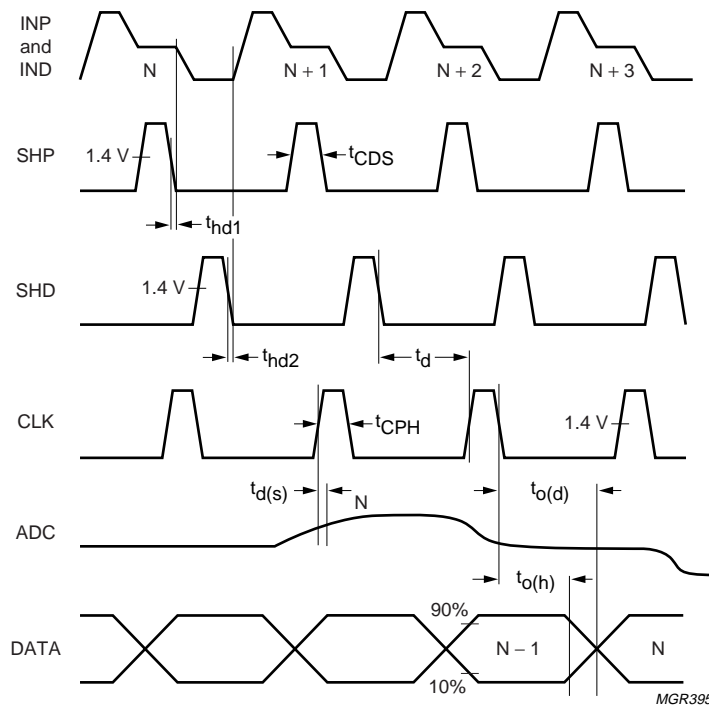 INP
and
IND
N
N + 1
N + 2
N + 3
SHP
1.4 V
tCDS
thd1
SHD
1.4 V
thd2
td
CLK
tCPH
1.4 V
td(s)
N
to(d)
ADC
to(h)
90%
DATA
N − 1
N
10%
MGR395